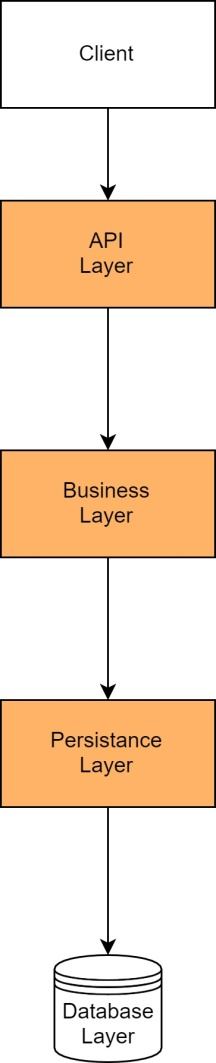 Client
API
Layer
Business
Layer
Persistance
Layer
Database
Layer